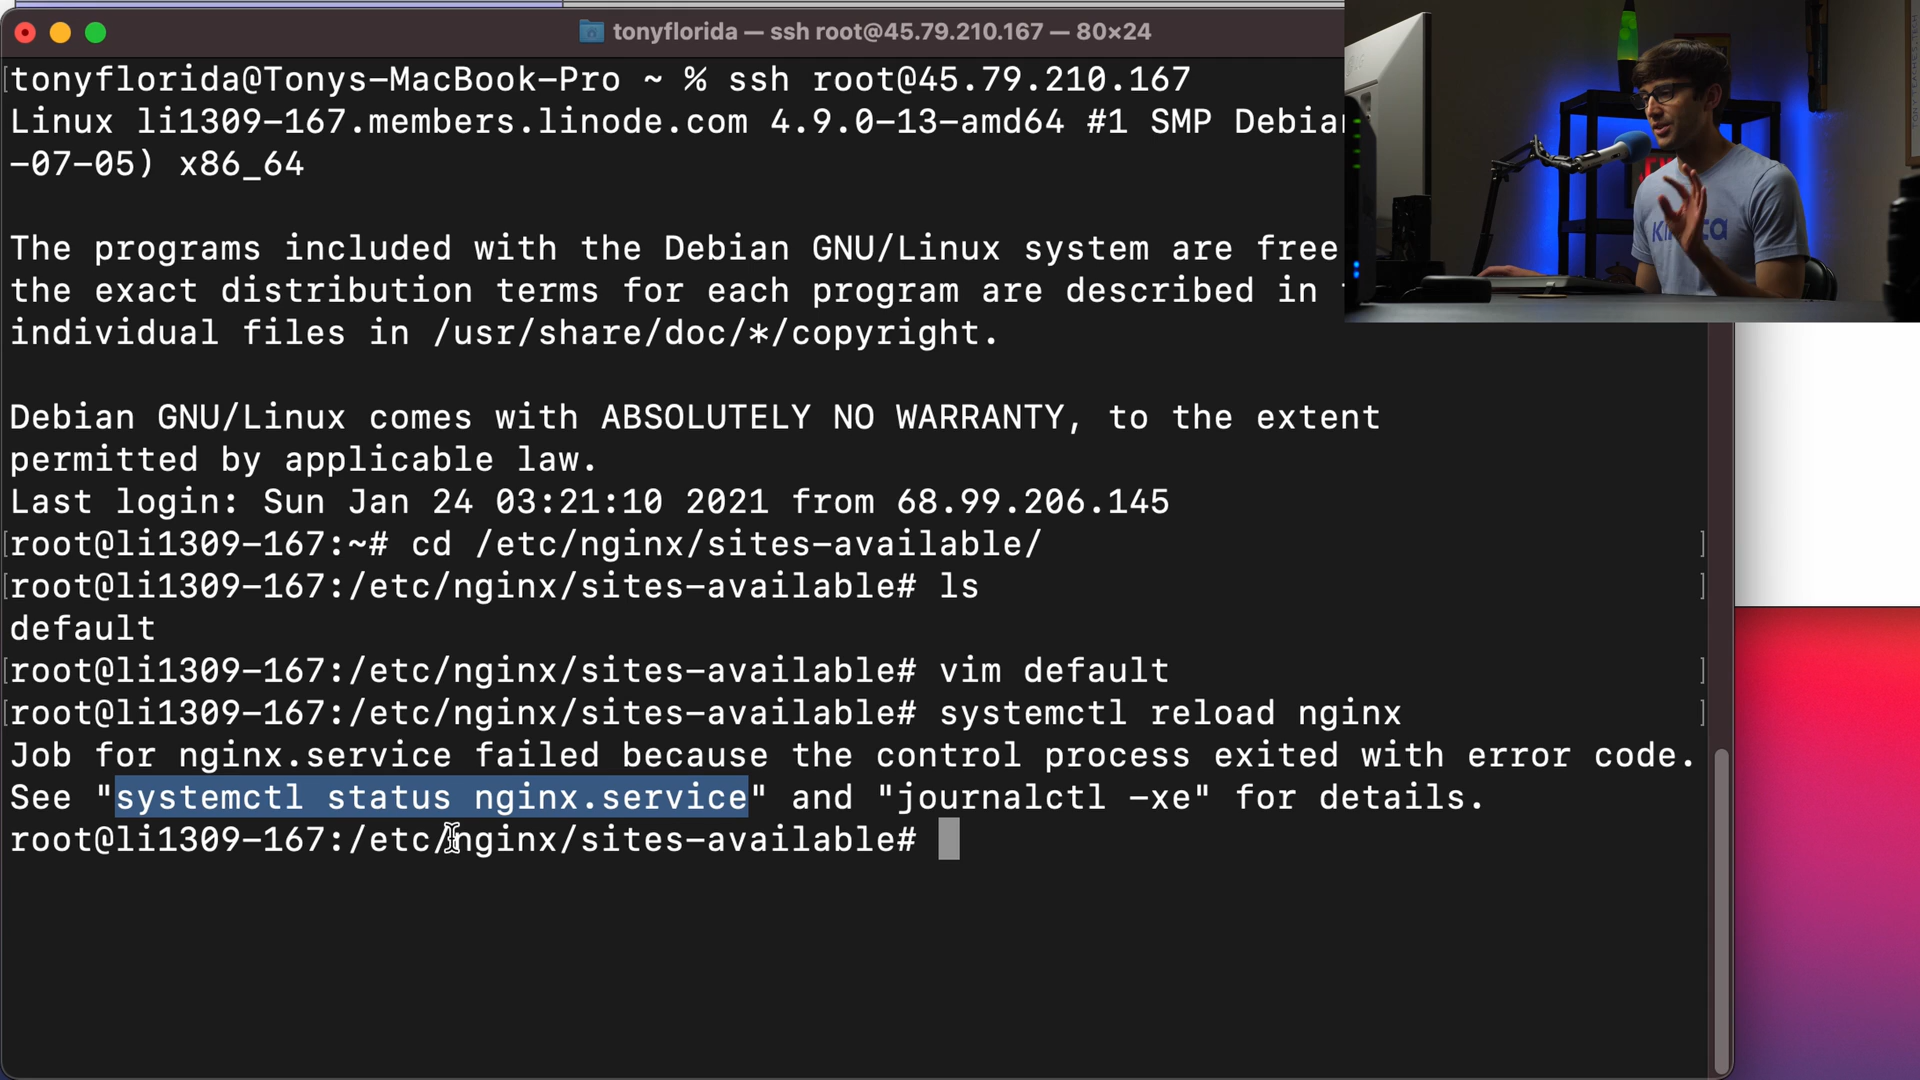 tonyflorida — ssh root@45.79.210.167 — 80×24
[tonyflorida@Tonys-MacBook-Pro ~ % ssh root@45.79.210.167
Linux li1309-167.members.linode.com 4.9.0-13-amd64 #1 SMP
-07-05) x86_64
The programs included with the Debian GNU/Linux system are free
the exact distribution terms for each program are described in
individual files in /usr/share/doc/*/copyright.
Debian GNU/Linux comes with ABSOLUTELY NO WARRANTY, to the extent
permitted by applicable law.
Last login: Sun Jan 24 03:21:10 2021 from 68.99.206.145
[root@li1309-167:~# cd /etc/nginx/sites-available/ ]
[root@li1309-167:/etc/nginx/sites-available# ls ]
default
[root@li1309-167:/etc/nginx/sites-available# vim default ]
[root@li1309-167:/etc/nginx/sites-available# systemctl reload nginx ]
Job for nginx.service failed because the control process exited with error code.
See "systemctl status nginx.service" and "journalctl -xe" for details.
root@li1309-167:/etc/nginx/sites-available#